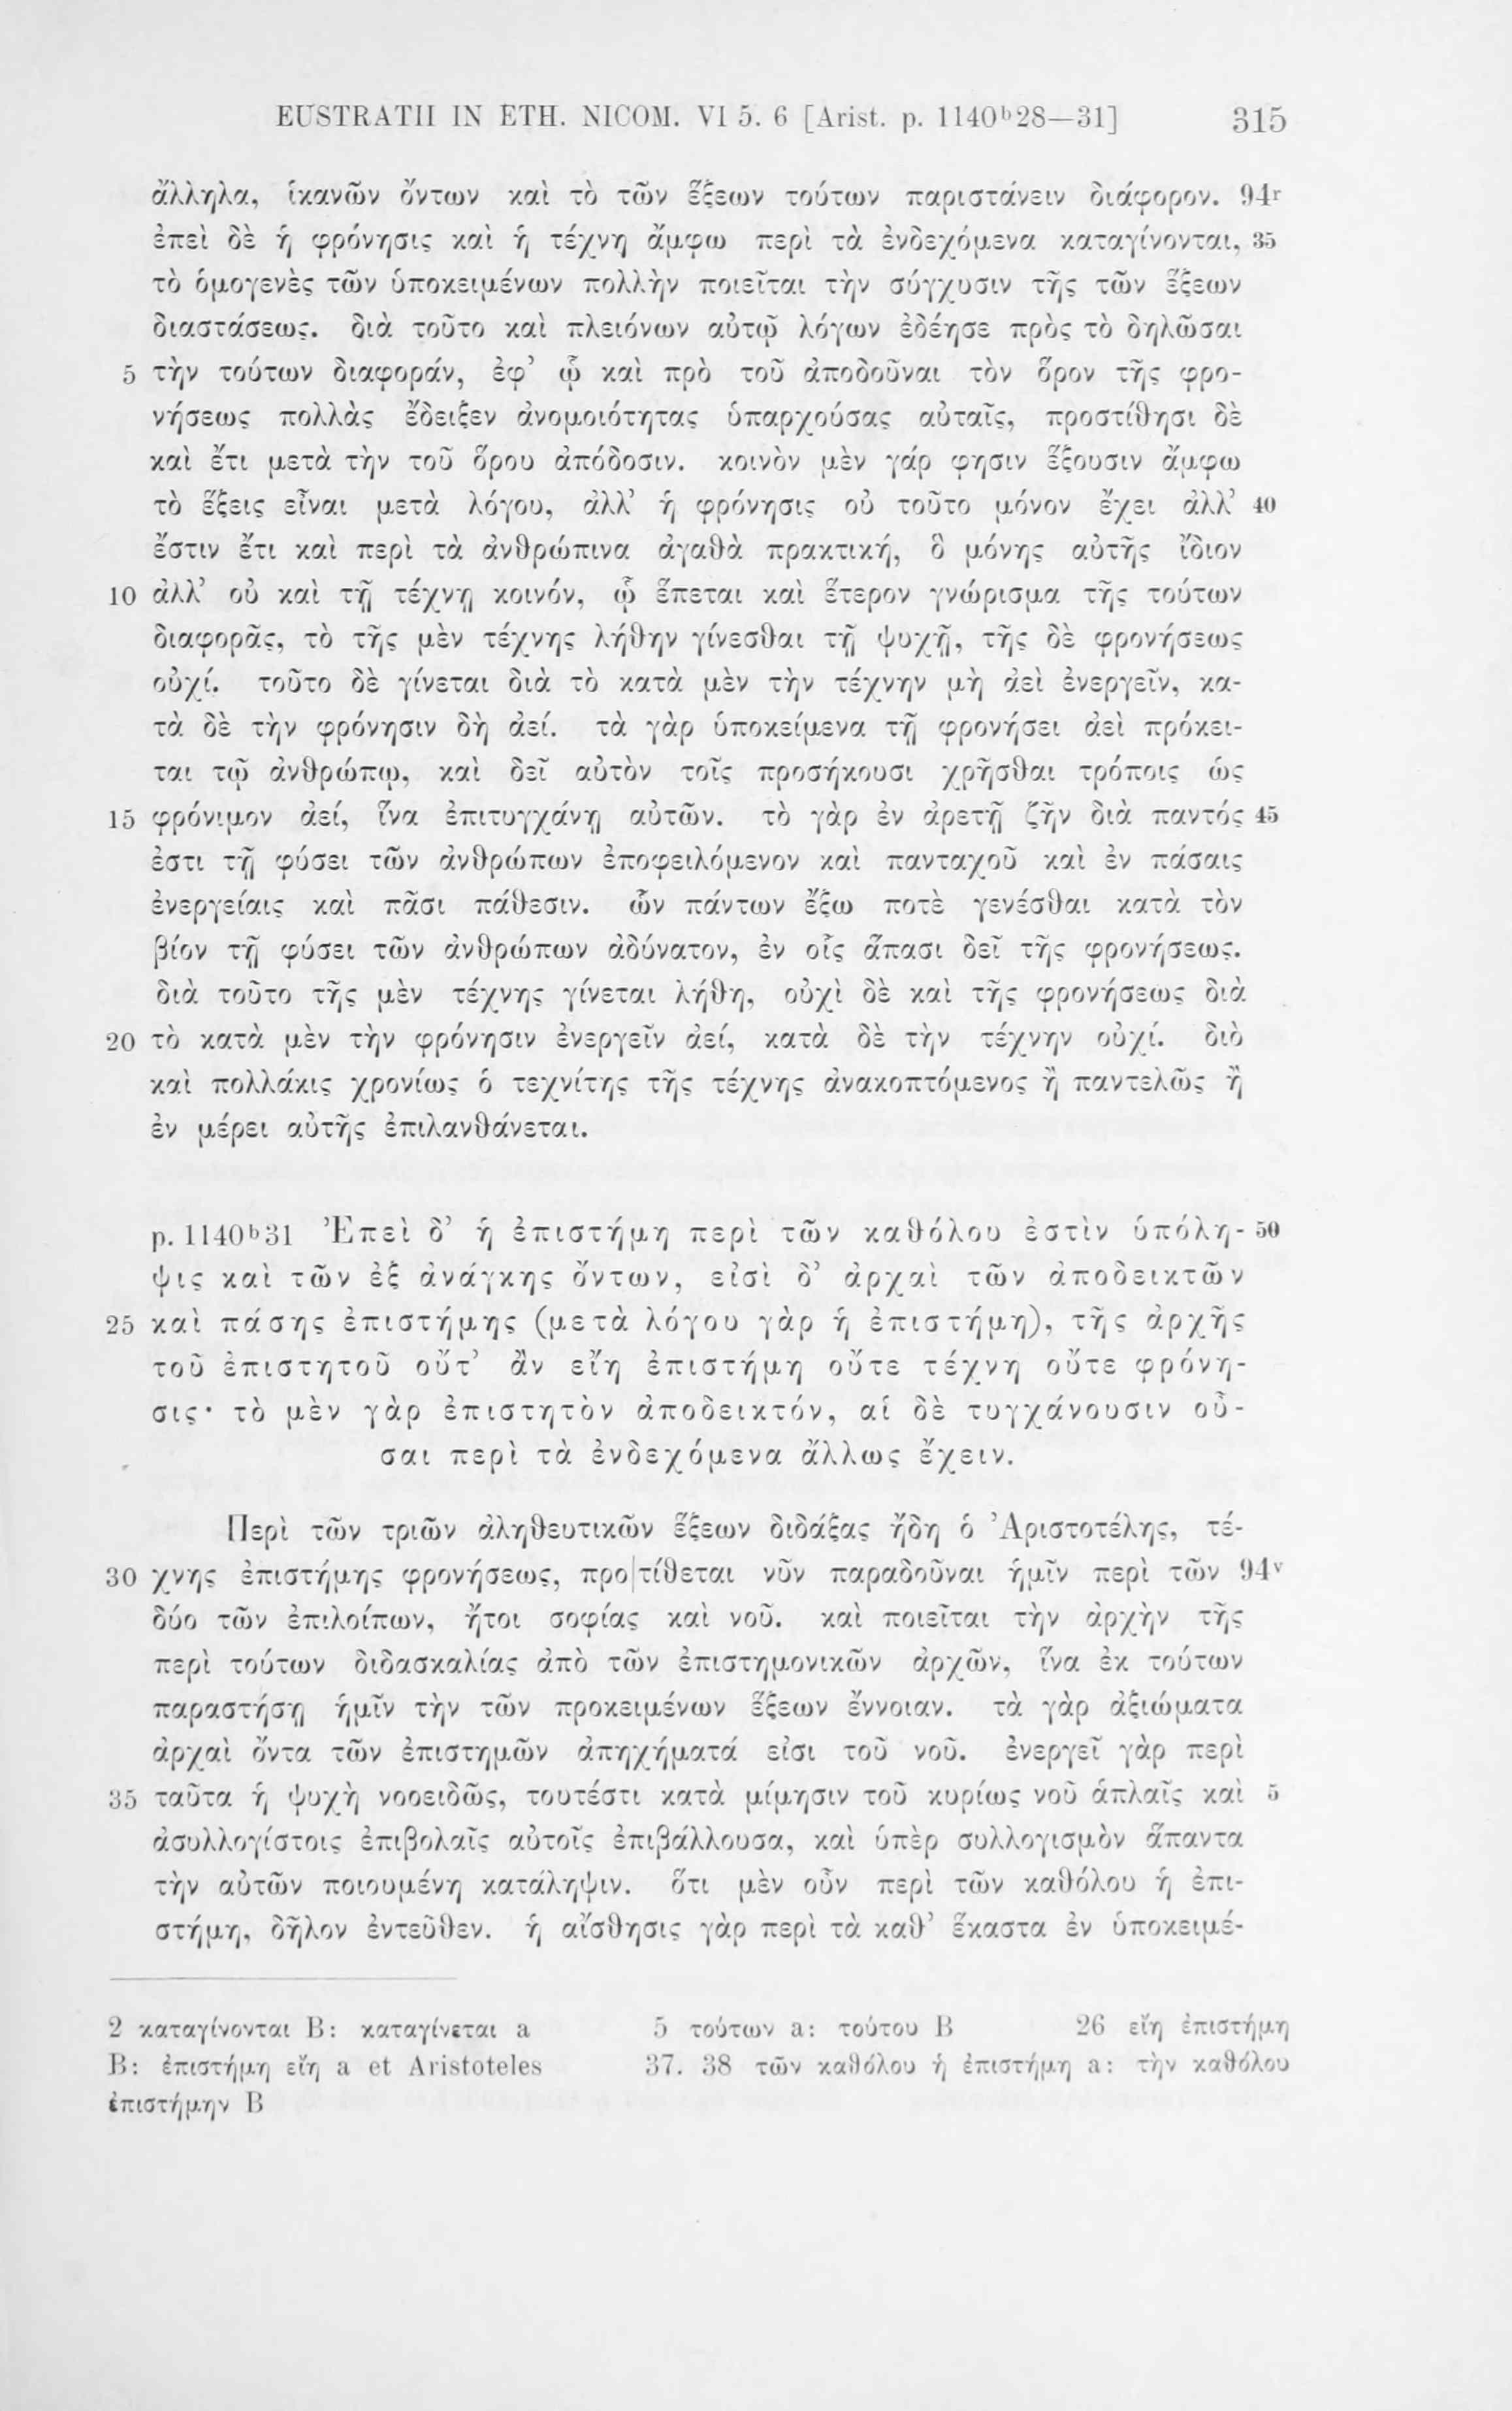 EUSTRATII IN ETH. NICOM. VI 5. 6 [Arist. p. 1140ᵇ28—31] 315
ἄλληλα, ἱκανῶν ὄντων καὶ τὸ τῶν ἕξεων τούτων παριστάνειν διάφορον. 94ʳ
ἐπεὶ δὲ ἡ φρόνησις καὶ ἡ τέχνη ἄμφω περὶ τὰ ἐνδεχόμενα καταγίνονται, 35
τὸ ὁμογενὲς τῶν ὑποκειμένων πολλὴν ποιεῖται τὴν σύγχυσιν τῆς τῶν ἕξεων
διαστάσεως. διὰ τοῦτο καὶ πλειόνων αὐτῷ λόγων ἐδέησε πρὸς τὸ δηλῶσαι
5 τὴν τούτων διαφοράν, ἐφ’ ᾧ καὶ πρὸ τοῦ ἀποδοῦναι τὸν ὅρον τῆς φρο-
νήσεως πολλὰς ἔδειξεν ἀνομοιότητας ὑπαρχούσας αὐταῖς, προστίθησι δὲ
καὶ ἔτι μετὰ τὴν τοῦ ὅρου ἀπόδοσιν. κοινὸν μὲν γάρ φησιν ἕξουσιν ἄμφω
τὸ ἕξεις εἶναι μετὰ λόγου, ἀλλ’ ἡ φρόνησις οὐ τοῦτο μόνον ἔχει ἀλλ’ 40
ἔστιν ἔτι καὶ περὶ τὰ ἀνθρώπινα ἀγαθὰ πρακτική, ὃ μόνης αὐτῆς ἴδιον
10 ἀλλ’ οὐ καὶ τῇ τέχνῃ κοινόν, ᾧ ἕπεται καὶ ἕτερον γνώρισμα τῆς τούτων
διαφορᾶς, τὸ τῆς μὲν τέχνης λήθην γίνεσθαι τῇ ψυχῇ, τῆς δὲ φρονήσεως
οὐχί. τοῦτο δὲ γίνεται διὰ τὸ κατὰ μὲν τὴν τέχνην μὴ ἀεὶ ἐνεργεῖν, κα-
τὰ δὲ τὴν φρόνησιν δὴ ἀεί. τὰ γὰρ ὑποκείμενα τῇ φρονήσει ἀεὶ πρόκει-
ται τῷ ἀνθρώπῳ, καὶ δεῖ αὐτὸν τοῖς προσήκουσι χρῆσθαι τρόποις ὡς
15 φρόνιμον ἀεί, ἵνα ἐπιτυγχάνῃ αὐτῶν. τὸ γὰρ ἐν ἀρετῇ ζῆν διὰ παντός 45
ἐστι τῇ φύσει τῶν ἀνθρώπων ἐποφειλόμενον καὶ πανταχοῦ καὶ ἐν πάσαις
ἐνεργείαις καὶ πᾶσι πάθεσιν. ὧν πάντων ἔξω ποτὲ γενέσθαι κατὰ τὸν
βίον τῇ φύσει τῶν ἀνθρώπων ἀδύνατον, ἐν οἷς ἅπασι δεῖ τῆς φρονήσεως.
διὰ τοῦτο τῆς μὲν τέχνης γίνεται λήθη, οὐχὶ δὲ καὶ τῆς φρονήσεως διὰ
20 τὸ κατὰ μὲν τὴν φρόνησιν ἐνεργεῖν ἀεί, κατὰ δὲ τὴν τέχνην οὐχί. διὸ
καὶ πολλάκις χρονίως ὁ τεχνίτης τῆς τέχνης ἀνακοπτόμενος ἢ παντελῶς ἢ
ἐν μέρει αὐτῆς ἐπιλανθάνεται.
p. 1140ᵇ31 Ἐπεὶ δ’ ἡ ἐπιστήμη περὶ τῶν καθόλου ἐστὶν ὑπόλη- 50
ψις καὶ τῶν ἐξ ἀνάγκης ὄντων, εἰσὶ δ’ ἀρχαὶ τῶν ἀποδεικτῶν
25 καὶ πάσης ἐπιστήμης (μετὰ λόγου γὰρ ἡ ἐπιστήμη), τῆς ἀρχῆς
τοῦ ἐπιστητοῦ οὔτ’ ἂν εἴη ἐπιστήμη οὔτε τέχνη οὔτε φρόνη-
σις· τὸ μὲν γὰρ ἐπιστητὸν ἀποδεικτόν, αἱ δὲ τυγχάνουσιν οὖ-
σαι περὶ τὰ ἐνδεχόμενα ἄλλως ἔχειν.
Περὶ τῶν τριῶν ἀληθευτικῶν ἕξεων διδάξας ἤδη ὁ Ἀριστοτέλης, τέ-
30 χνης ἐπιστήμης φρονήσεως, προ|τίθεται νῦν παραδοῦναι ἡμῖν περὶ τῶν 94ᵛ
δύο τῶν ἐπιλοίπων, ἤτοι σοφίας καὶ νοῦ. καὶ ποιεῖται τὴν ἀρχὴν τῆς
περὶ τούτων διδασκαλίας ἀπὸ τῶν ἐπιστημονικῶν ἀρχῶν, ἵνα ἐκ τούτων
παραστήσῃ ἡμῖν τὴν τῶν προκειμένων ἕξεων ἔννοιαν. τὰ γὰρ ἀξιώματα
ἀρχαὶ ὄντα τῶν ἐπιστημῶν ἀπηχήματά εἰσι τοῦ νοῦ. ἐνεργεῖ γὰρ περὶ
35 ταῦτα ἡ ψυχὴ νοοειδῶς, τουτέστι κατὰ μίμησιν τοῦ κυρίως νοῦ ἁπλαῖς καὶ 5
ἀσυλλογίστοις ἐπιβολαῖς αὐτοῖς ἐπιβάλλουσα, καὶ ὑπὲρ συλλογισμὸν ἅπαντα
τὴν αὐτῶν ποιουμένη κατάληψιν. ὅτι μὲν οὖν περὶ τῶν καθόλου ἡ ἐπι-
στήμη, δῆλον ἐντεῦθεν. ἡ αἴσθησις γὰρ περὶ τὰ καθ’ ἕκαστα ἐν ὑποκειμέ-
2 καταγίνονται B: καταγίνεται a 5 τούτων a: τούτου B 26 εἴη ἐπιστήμη
B: ἐπιστήμη εἴη a et Aristoteles 37. 38 τῶν καθόλου ἡ ἐπιστήμη a: τὴν καθόλου
ἐπιστήμην B